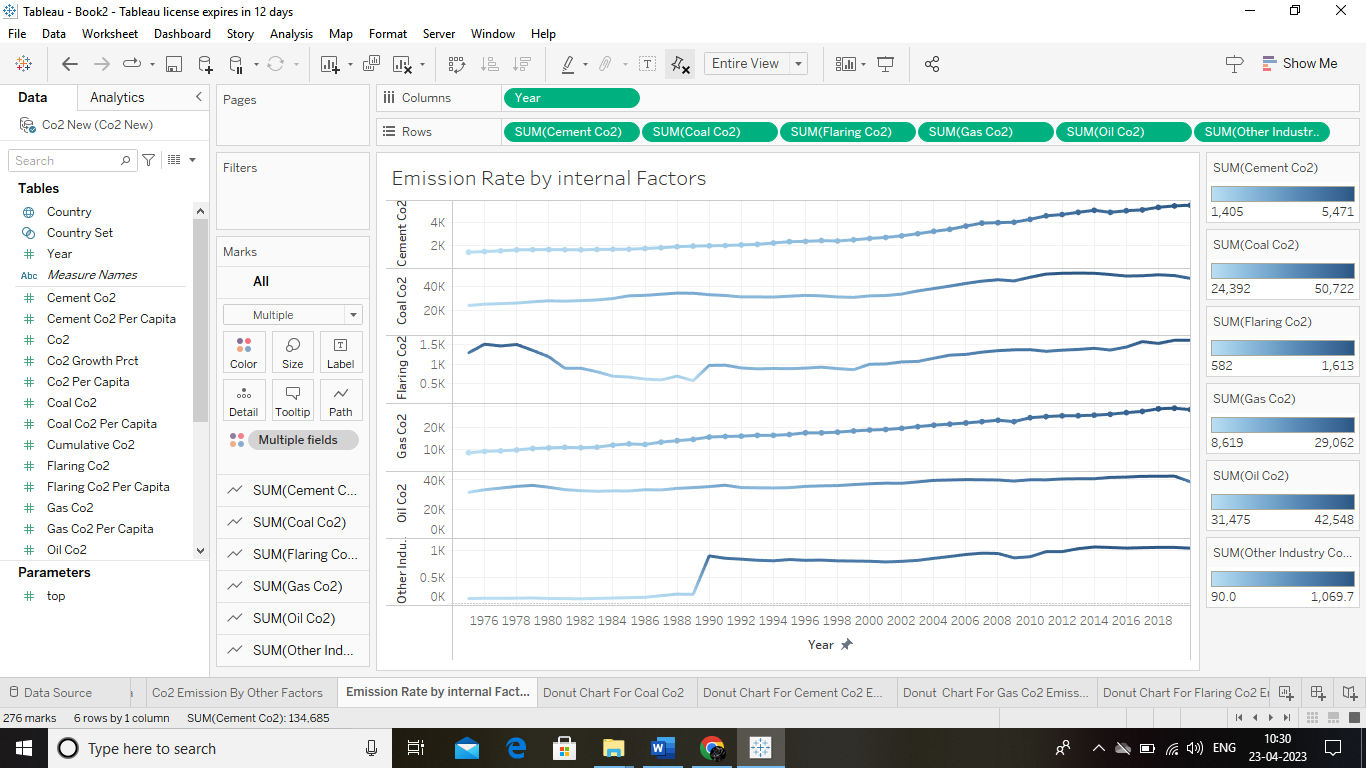 Tableau - Book2 - Tableau license expires in 12 days
File Data Worksheet Dashboard Story Analysis Map Format Server Window Help
Entire View
Show Me
Data Analytics
Co2 New (Co2 New)
Search
Tables
Country
Country Set
Year
Abc Measure Names
Cement Co2
Cement Co2 Per Capita
Co2
Co2 Growth Prct
Co2 Per Capita
Coal Co2
Coal Co2 Per Capita
Cumulative Co2
Flaring Co2
Flaring Co2 Per Capita
Gas Co2
Gas Co2 Per Capita
Oil Co2
Parameters
top
Pages
Filters
Marks
All
Multiple
Color Size Label
Detail Tooltip Path
Multiple fields
SUM(Cement C...
SUM(Coal Co2)
SUM(Flaring Co...
SUM(Gas Co2)
SUM(Oil Co2)
SUM(Other Ind...
Columns Year
Rows SUM(Cement Co2) SUM(Coal Co2) SUM(Flaring Co2) SUM(Gas Co2) SUM(Oil Co2) SUM(Other Industr..
Emission Rate by internal Factors
Cement Co2
4K
2K
Coal Co2
40K
20K
Flaring Co2
1.5K
1K
0.5K
Gas Co2
20K
10K
Oil Co2
40K
20K
0K
Other Indu..
1K
0.5K
0K
1976 1978 1980 1982 1984 1986 1988 1990 1992 1994 1996 1998 2000 2002 2004 2006 2008 2010 2012 2014 2016 2018
Year
SUM(Cement Co2)
1,405 5,471
SUM(Coal Co2)
24,392 50,722
SUM(Flaring Co2)
582 1,613
SUM(Gas Co2)
8,619 29,062
SUM(Oil Co2)
31,475 42,548
SUM(Other Industry Co...
90.0 1,069.7
Data Source Co2 Emission By Other Factors Emission Rate by internal Fact... Donut Chart For Coal Co2 Donut Chart For Cement Co2 E... Donut Chart For Gas Co2 Emiss... Donut Chart For Flaring Co2 E
276 marks 6 rows by 1 column SUM(Cement Co2): 134,685
Type here to search
ENG
10:30
23-04-2023